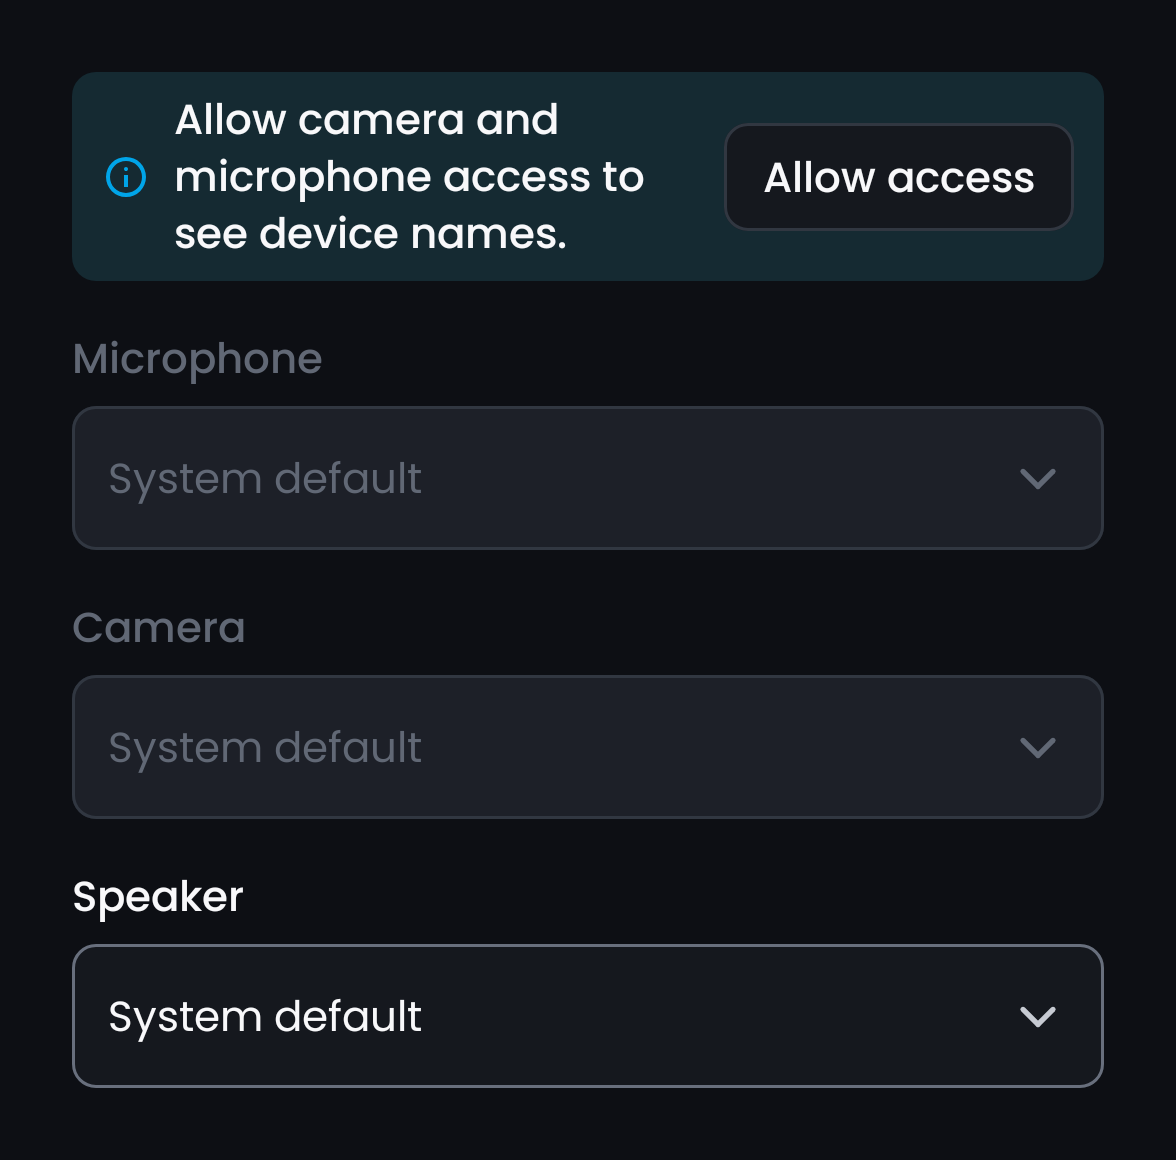 Allow camera and
microphone access to
see device names.
Allow access
Microphone
System default
Camera
System default
Speaker
System default